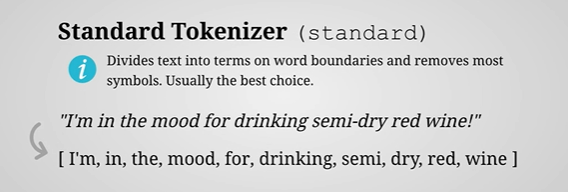 Standard Tokenizer (standard)
i Divides text into terms on word boundaries and removes most
symbols. Usually the best choice.
"I'm in the mood for drinking semi-dry red wine!"
[ I'm, in, the, mood, for, drinking, semi, dry, red, wine ]